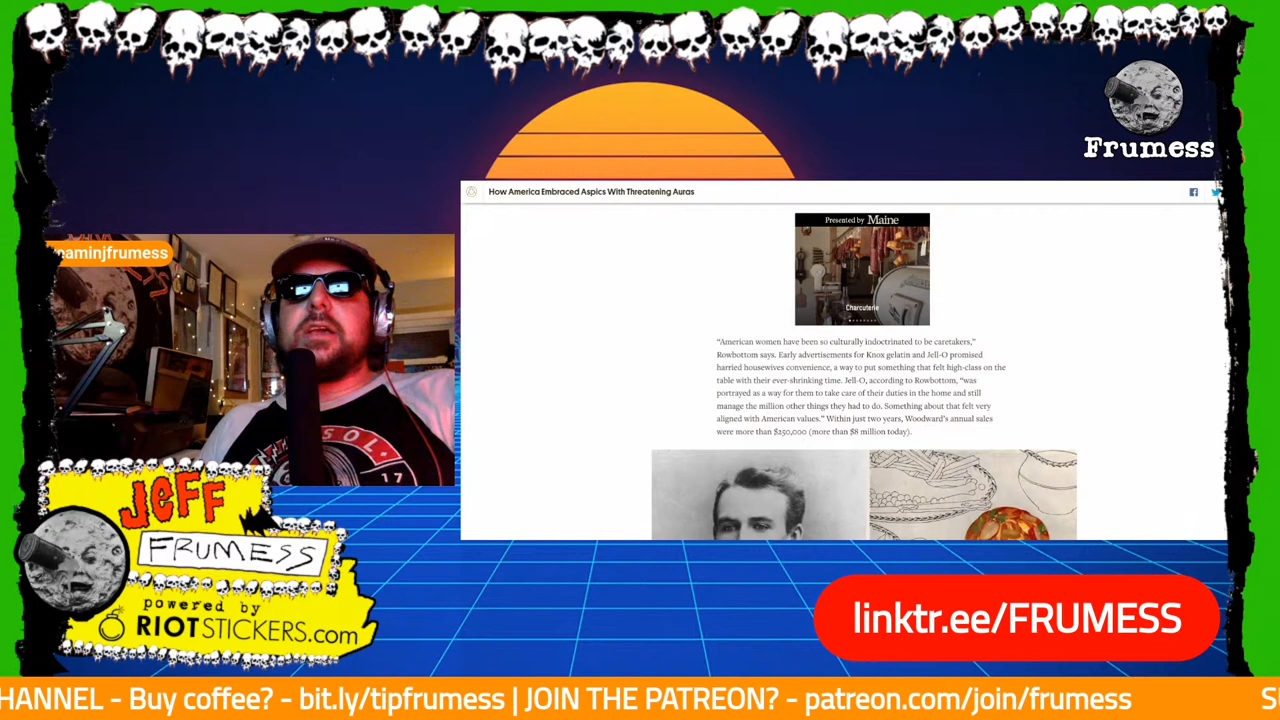 Frumess
How America Embraced Aspics With Threatening Auras
Presented by Maine
Charcuterie
“American women have been so culturally indoctrinated to be caretakers,”
Rowbottom says. Early advertisements for Knox gelatin and Jell-O promised
harried housewives convenience, a way to put something that felt high-class on the
table with their ever-shrinking time. Jell-O, according to Rowbottom, “was
portrayed as a way for them to take care of their duties in the home and still
manage the million other things they had to do. Something about that felt very
aligned with American values.” Within just two years, Woodward’s annual sales
were more than $250,000 (more than $8 million today).
eaminjfrumess
SOL
17
JEFF
FRUMESS
powered by
RIOTSTICKERS.com
linktr.ee/FRUMESS
HANNEL - Buy coffee? - bit.ly/tipfrumess | JOIN THE PATREON? - patreon.com/join/frumess